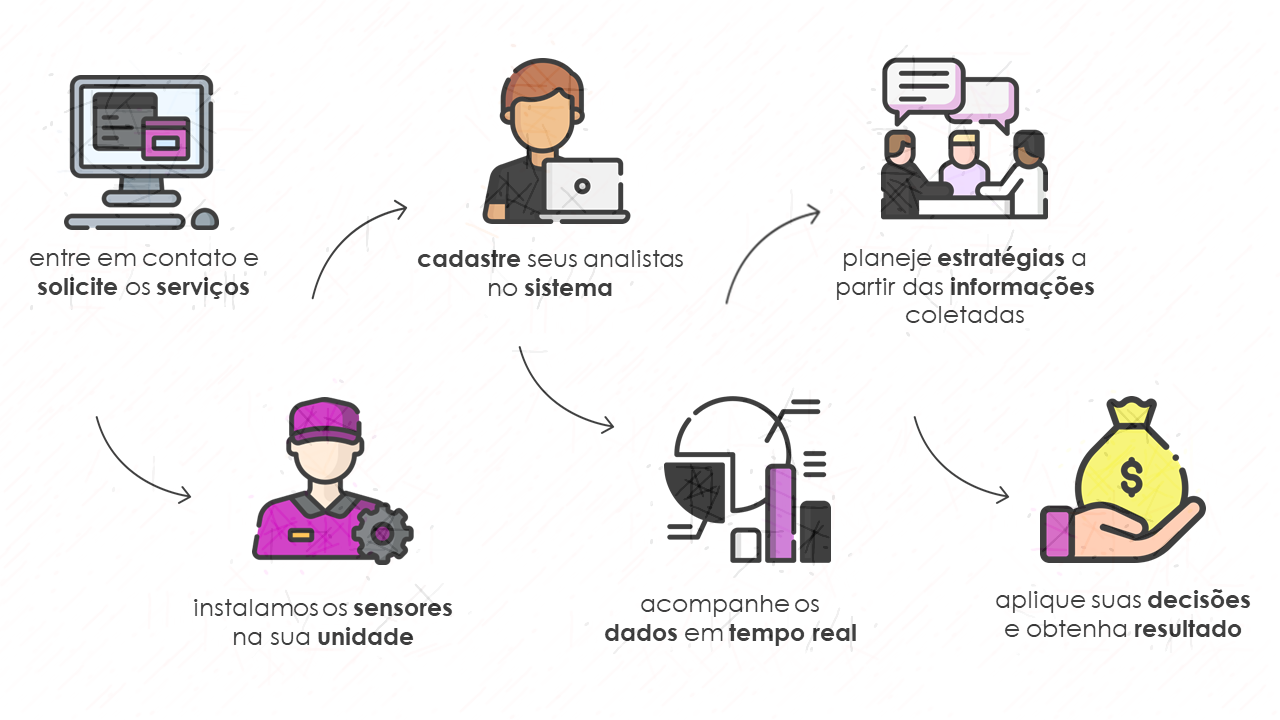 entre em contato e
solicite os serviços
instalamos os sensores
na sua unidade
cadastre seus analistas
no sistema
acompanhe os
dados em tempo real
planeje estratégias a
partir das informações
coletadas
$
aplique suas decisões
e obtenha resultado